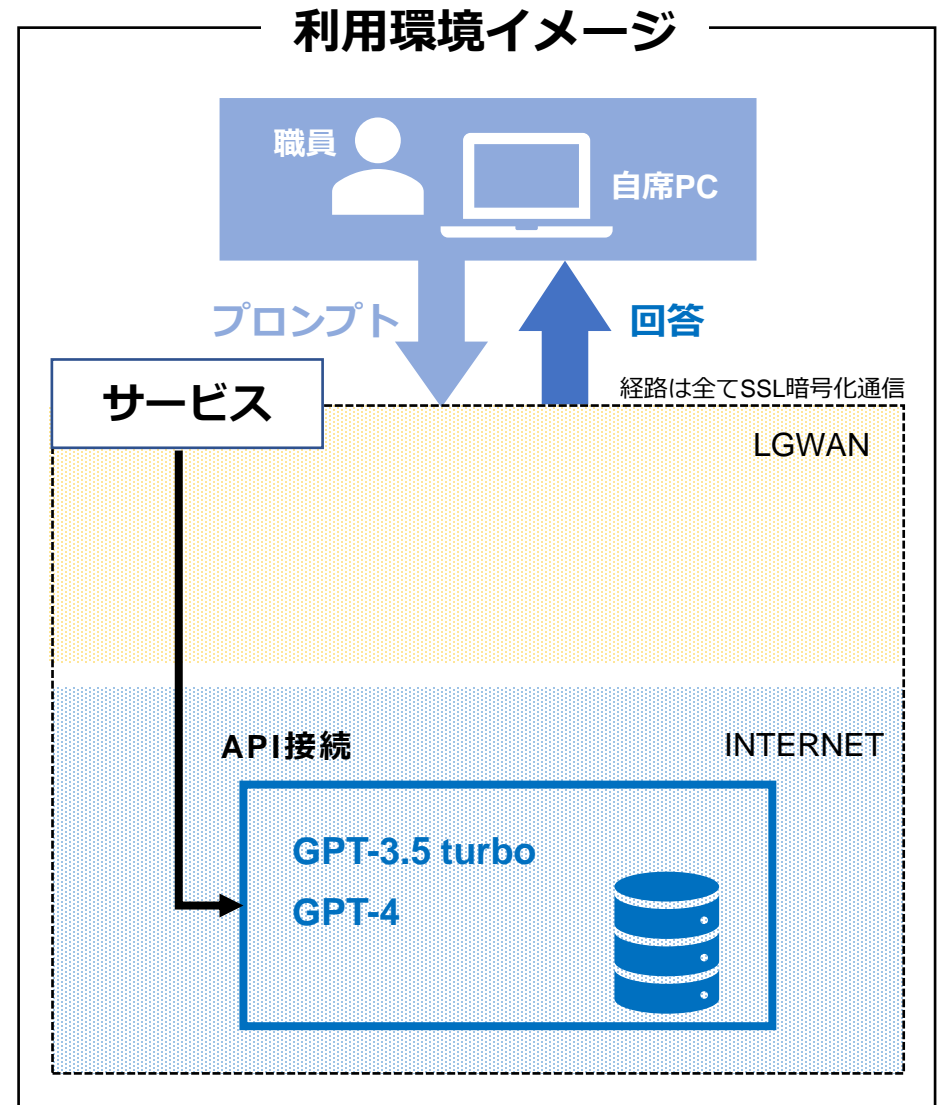 利用環境イメージ
職員
自席PC
プロンプト
回答
経路は全てSSL暗号化通信
サービス
LGWAN
API接続
INTERNET
GPT-3.5 turbo
GPT-4